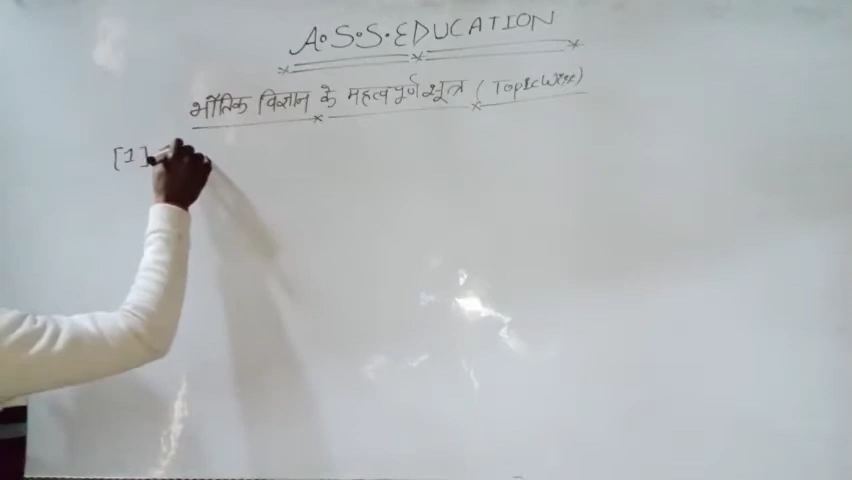 A.S.S. EDUCATION
भौतिक विज्ञान के महत्वपूर्ण शूत्र (TopicWise)
[1]